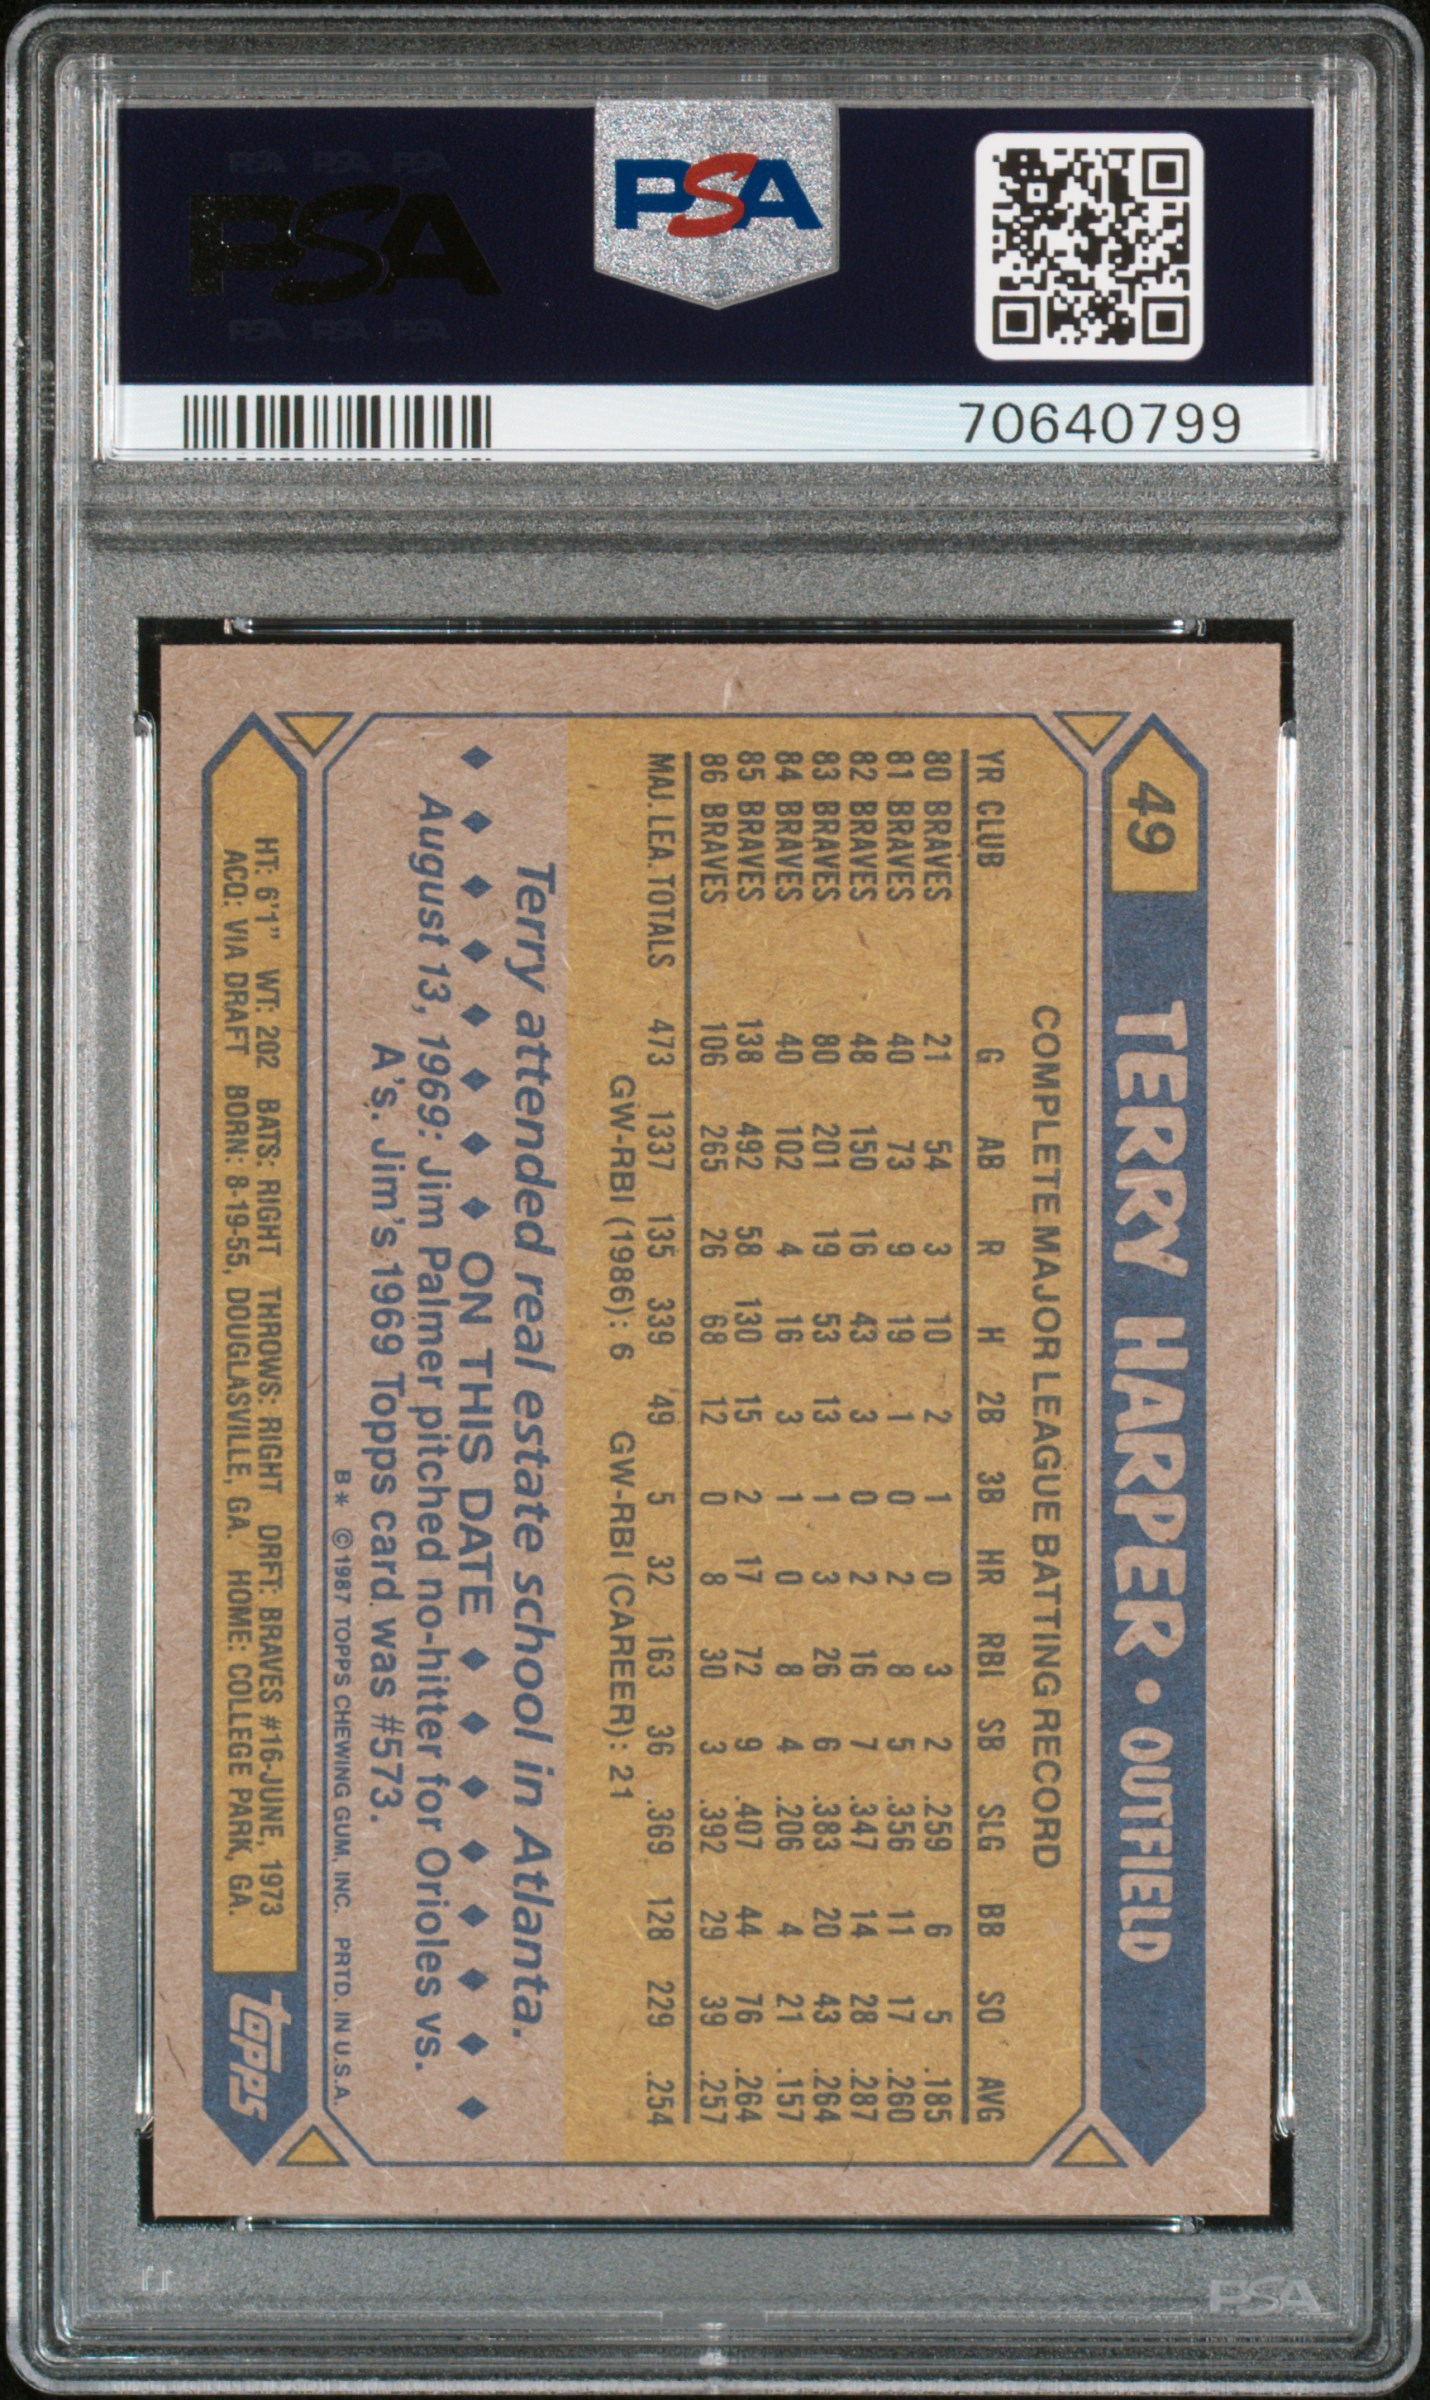 PSA PSA PSA
PSA
PSA PSA PSA
PSA
70640799
49 TERRY HARPER • OUTFIELD
COMPLETE MAJOR LEAGUE BATTING RECORD
YR CLUB G AB R H 2B 3B HR RBI SB SLG BB SO AVG
80 BRAVES 21 54 3 10 2 1 0 3 2 .259 6 5 .185
81 BRAVES 40 73 9 19 1 0 2 8 5 .356 11 17 .260
82 BRAVES 48 150 16 43 3 0 2 16 7 .347 14 28 .287
83 BRAVES 80 201 19 53 13 1 3 26 6 .383 20 43 .264
84 BRAVES 40 102 4 16 3 1 0 8 4 .206 4 21 .157
85 BRAVES 138 492 58 130 15 2 17 72 9 .407 44 76 .264
86 BRAVES 106 265 26 68 12 0 8 30 3 .392 29 39 .257
MAJ. LEA. TOTALS 473 1337 135 339 49 5 32 163 36 .369 128 229 .254
GW-RBI (1986): 6 GW-RBI (CAREER): 21
Terry attended real estate school in Atlanta.
ON THIS DATE
August 13, 1969: Jim Palmer pitched no-hitter for Orioles vs.
A's. Jim's 1969 Topps card was #573.
B* © 1987 TOPPS CHEWING GUM, INC. PRTD. IN U.S.A.
HT: 6'1" WT: 202 BATS: RIGHT THROWS: RIGHT DRFT: BRAVES #16-JUNE, 1973
ACQ: VIA DRAFT BORN: 8-19-55, DOUGLASVILLE, GA. HOME: COLLEGE PARK, GA.
topps
PSA